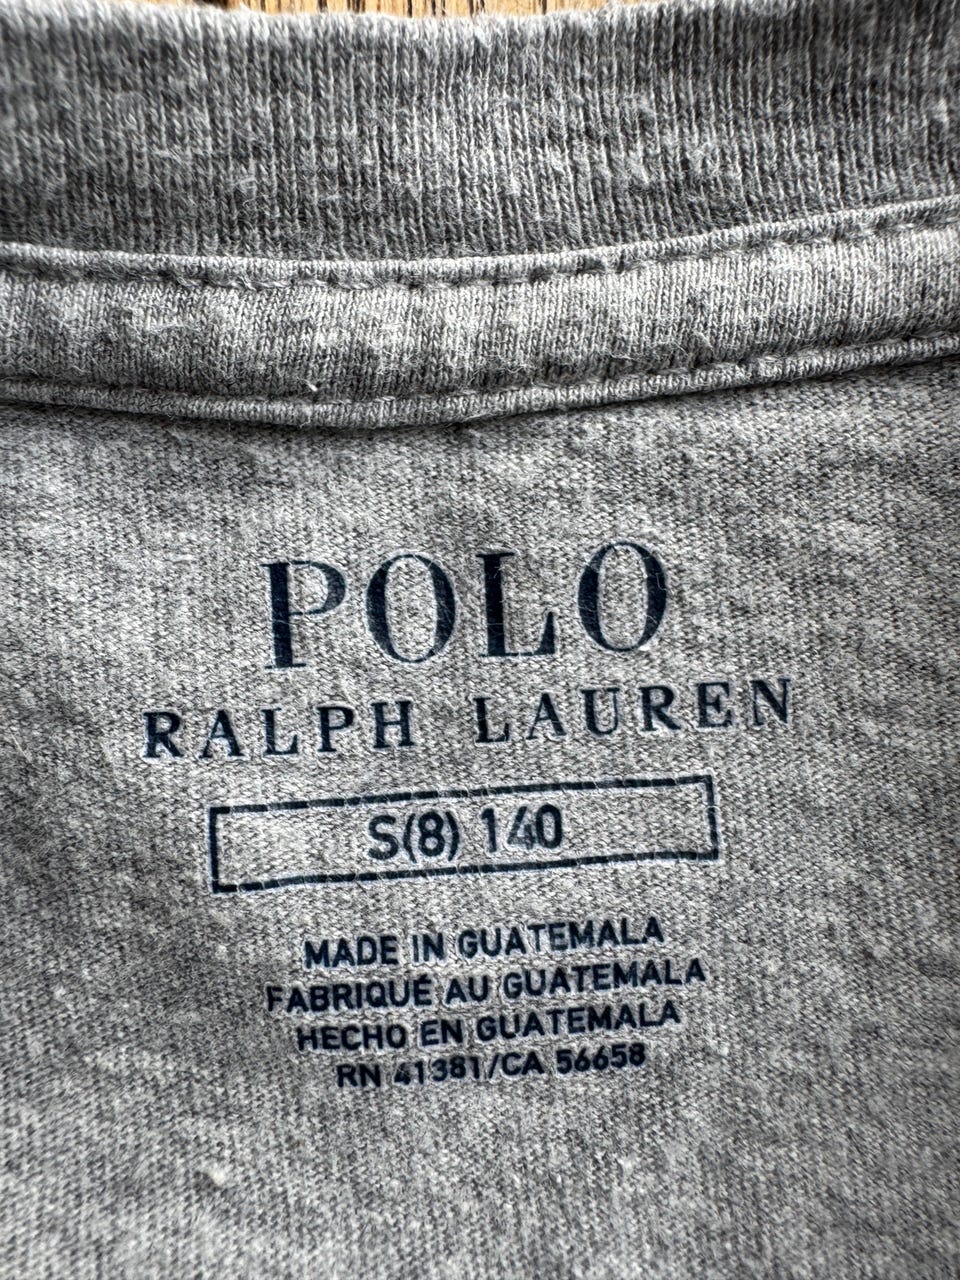 POLO
RALPH LAUREN
S(8) 140
MADE IN GUATEMALA
FABRIQUÉ AU GUATEMALA
HECHO EN GUATEMALA
RN 41381/CA 56658